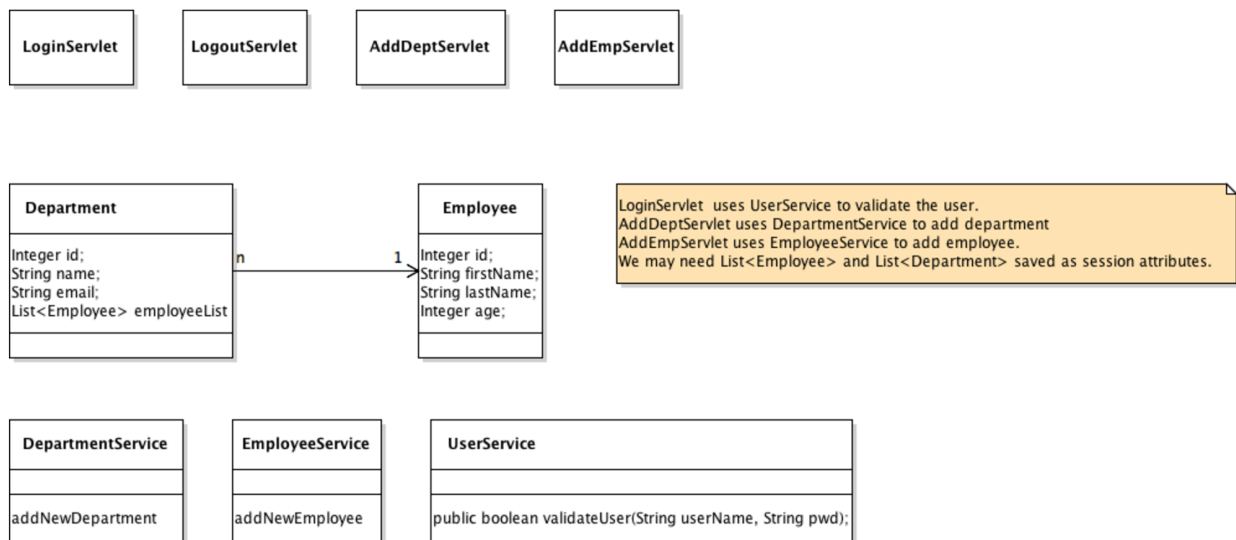 LoginServlet
LogoutServlet
AddDeptServlet
AddEmpServlet
Department
Integer id;
String name;
String email;
List<Employee> employeeList
n
1
Employee
Integer id;
String firstName;
String lastName;
Integer age;
LoginServlet  uses UserService to validate the user.
AddDeptServlet uses DepartmentService to add department
AddEmpServlet uses EmployeeService to add employee.
We may need List<Employee> and List<Department> saved as session attributes.
DepartmentService
addNewDepartment
EmployeeService
addNewEmployee
UserService
public boolean validateUser(String userName, String pwd);